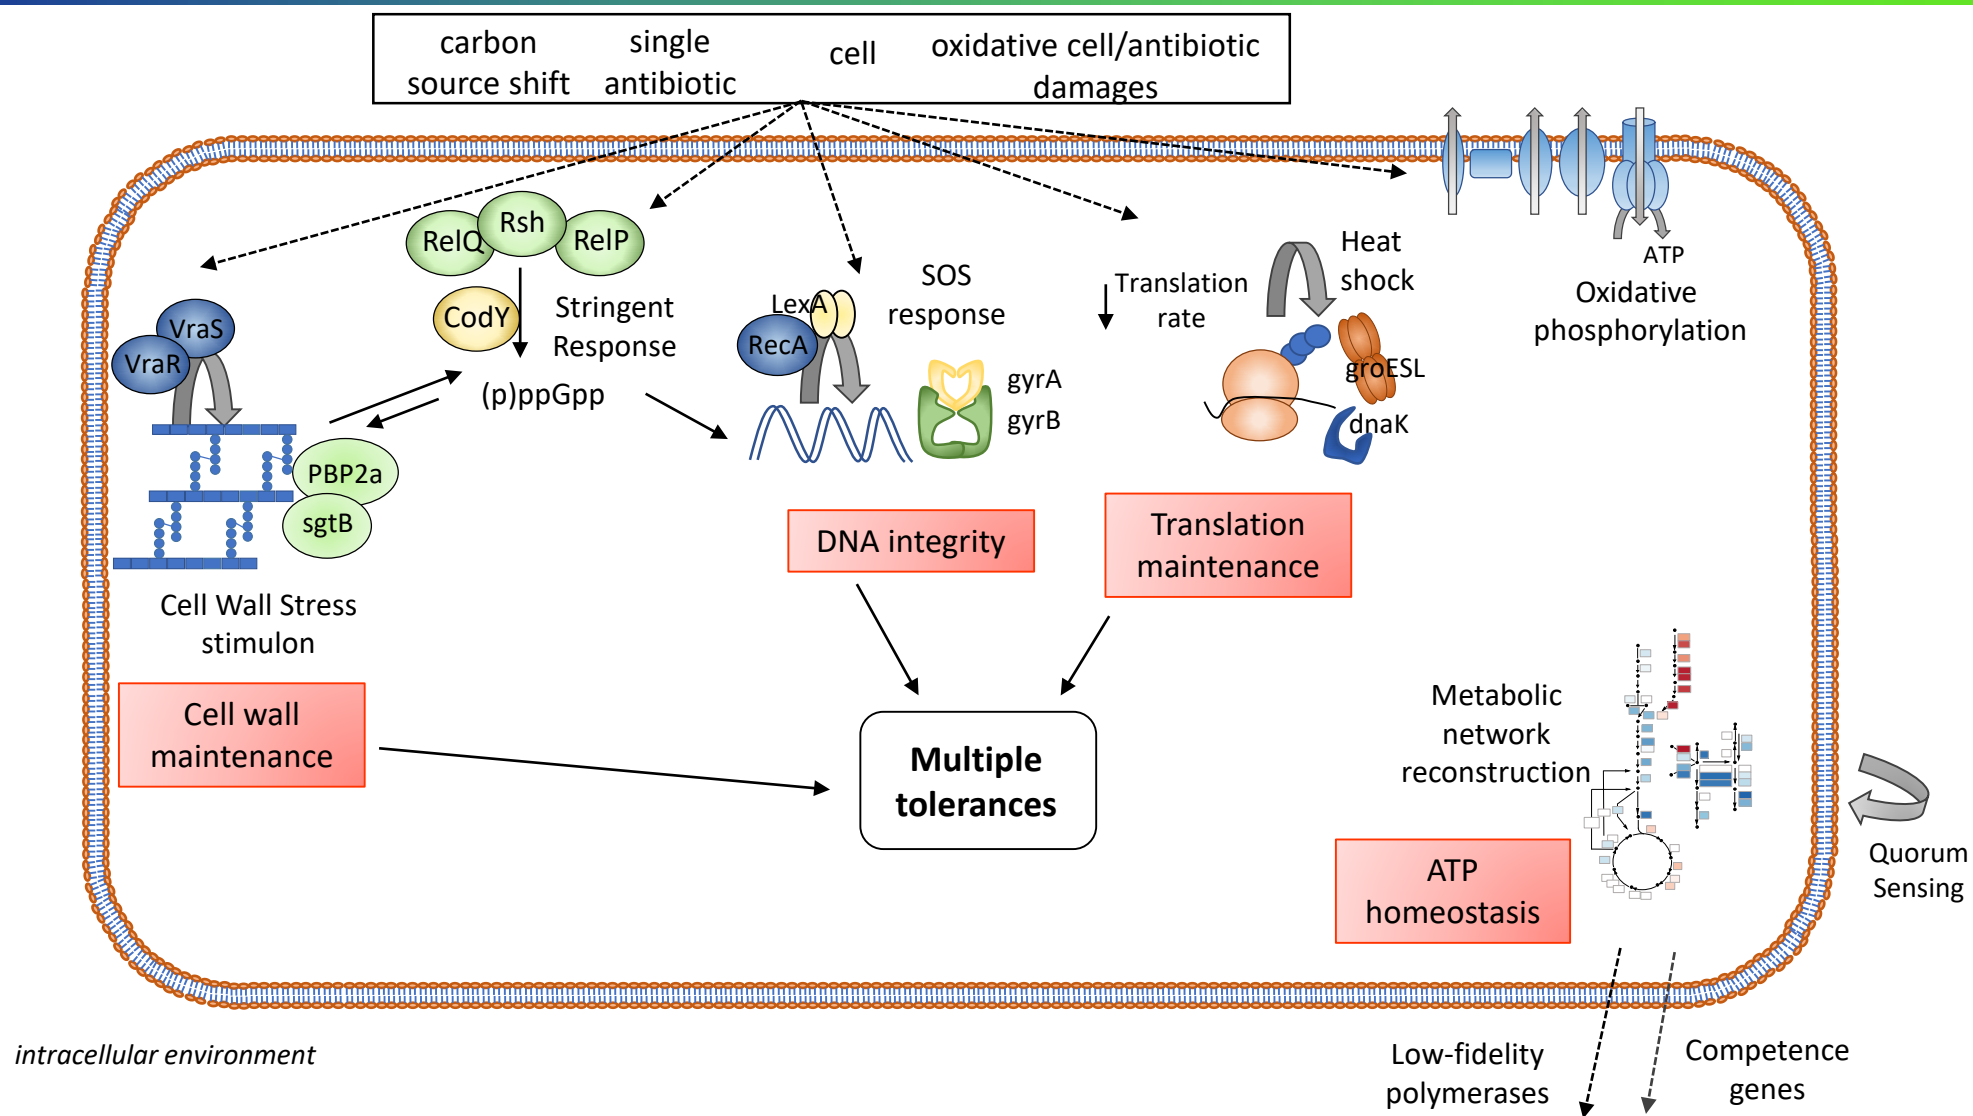 carbon
source shift
single
antibiotic
cell
oxidative cell/antibiotic
damages
RelQ
Rsh
RelP
CodY
Stringent
Response
(p)ppGpp
VraS
VraR
PBP2a
sgtB
Cell Wall Stress
stimulon
Cell wall
maintenance
LexA
RecA
SOS
response
gyrA
gyrB
DNA integrity
Translation
rate
Heat
shock
groESL
dnaK
Translation
maintenance
ATP
Oxidative
phosphorylation
Multiple
tolerances
Metabolic
network
reconstruction
ATP
homeostasis
Quorum
Sensing
intracellular environment
Low-fidelity
polymerases
Competence
genes